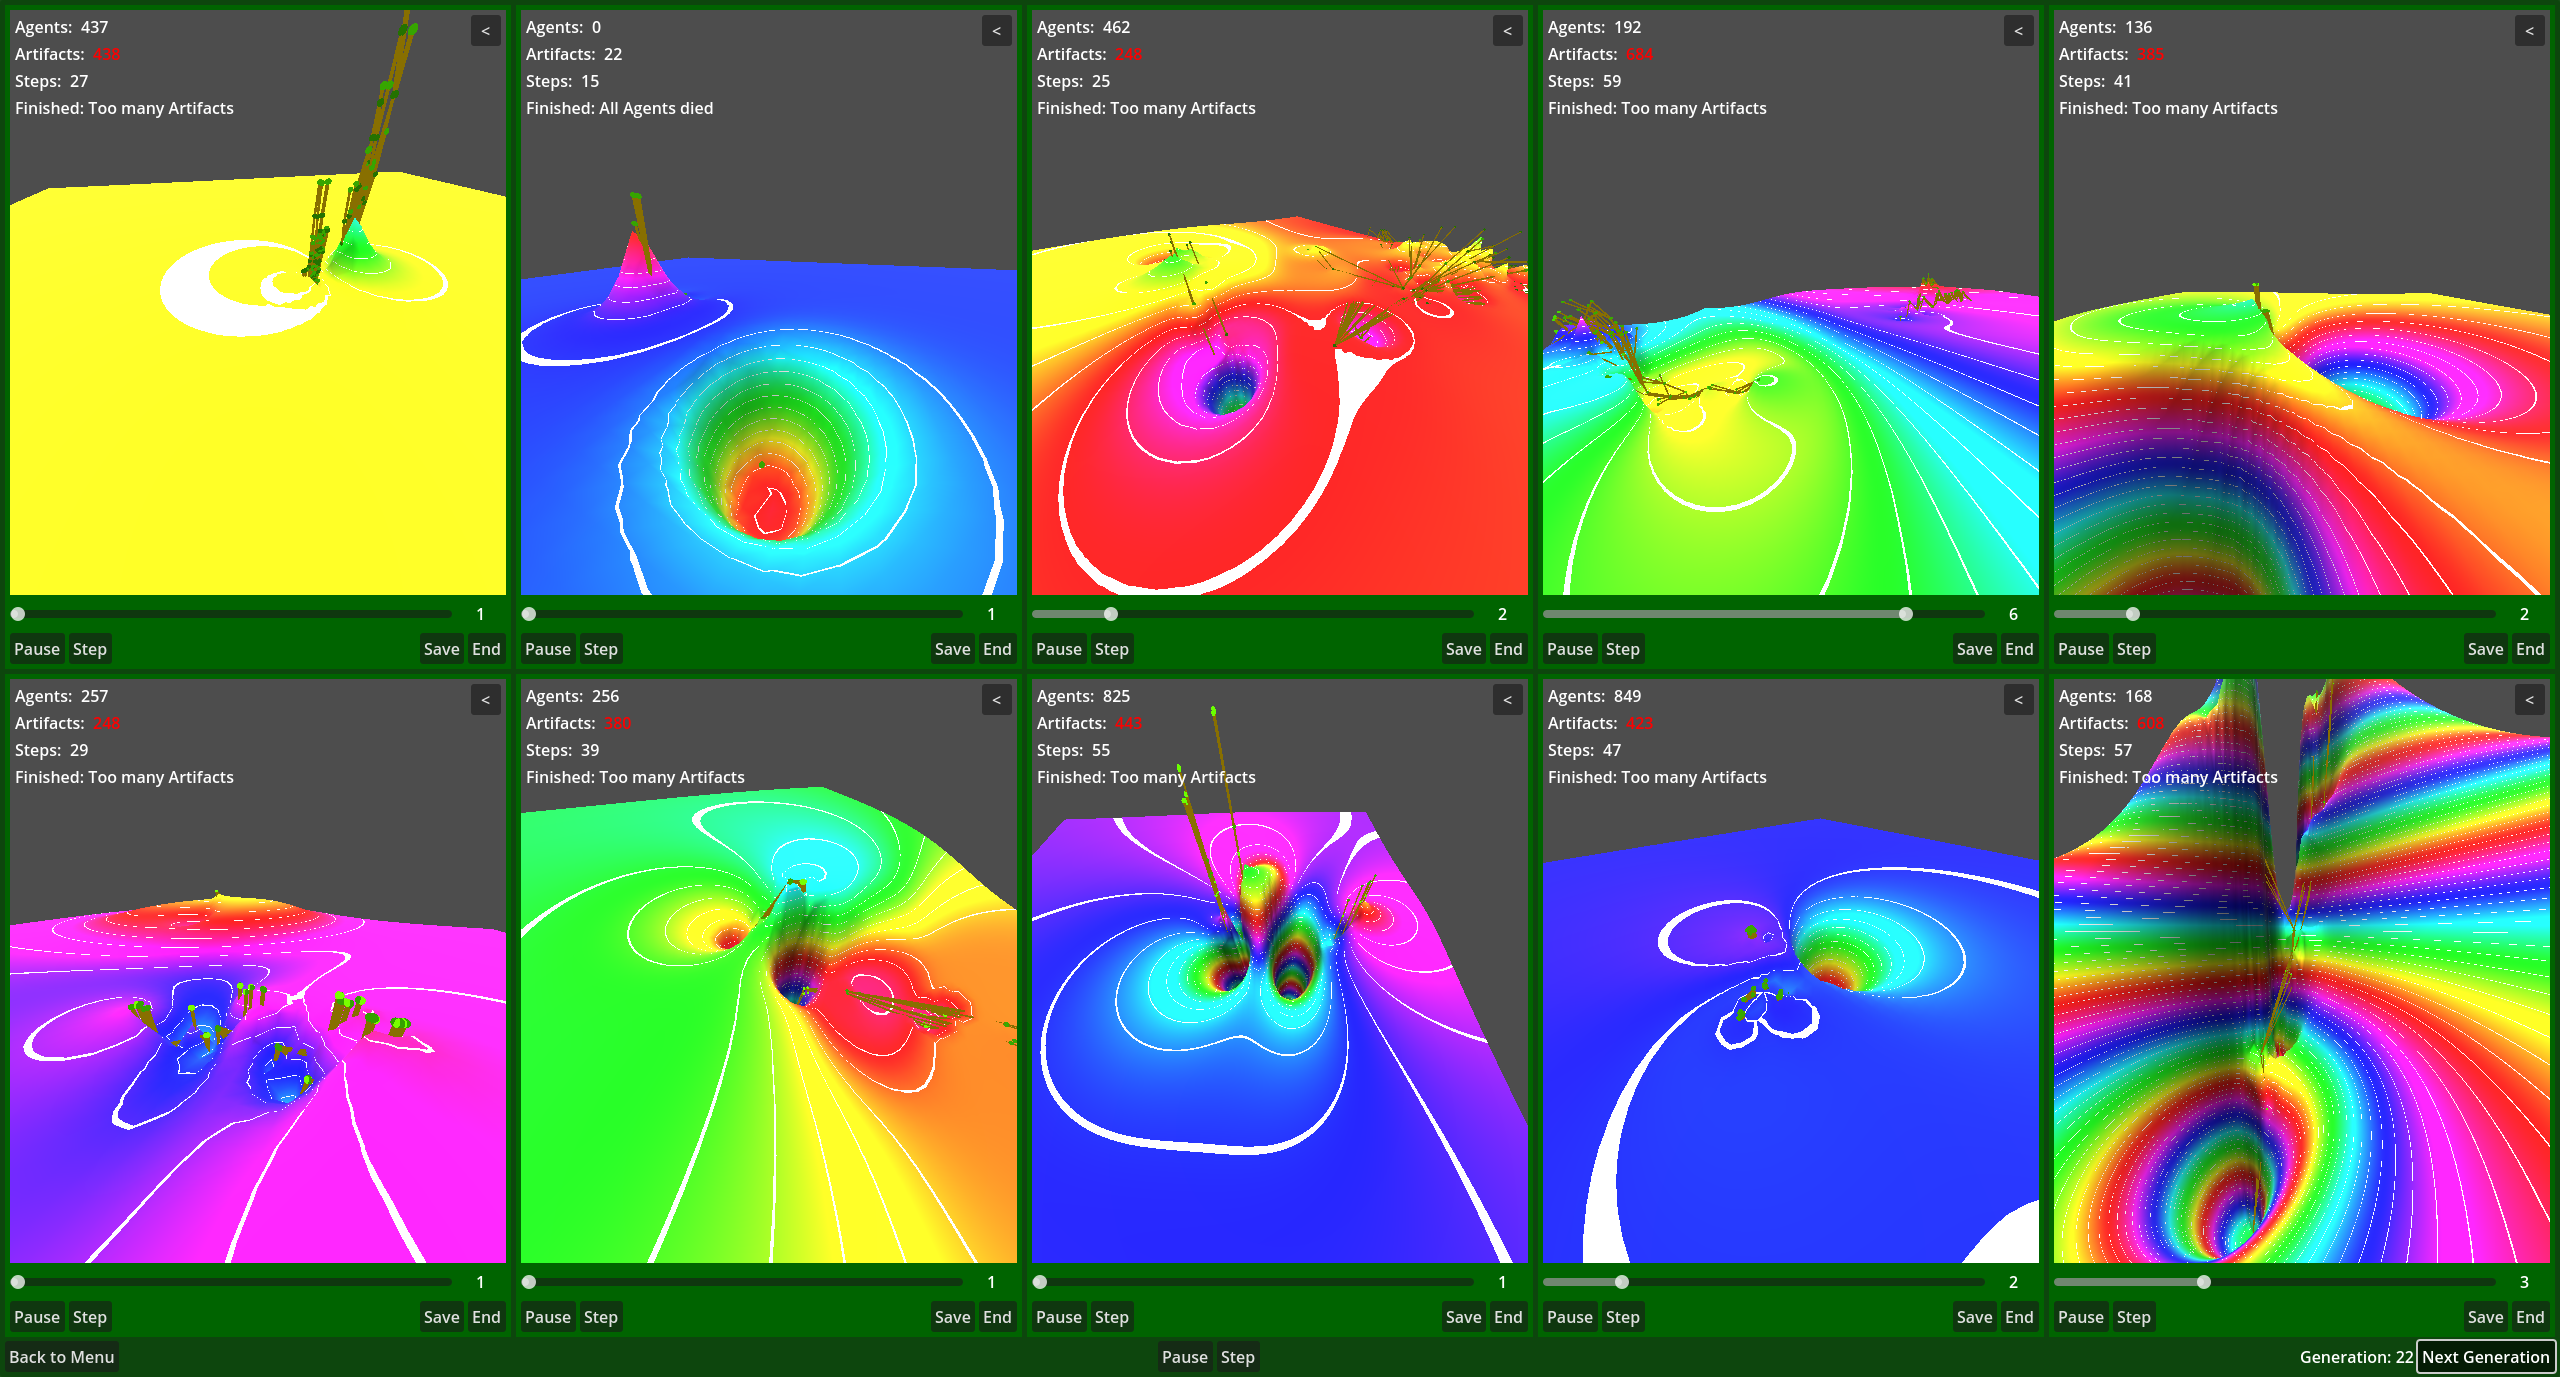 Agents: 437
Artifacts: 438
Steps: 27
Finished: Too many Artifacts
<
1
Pause Step Save End
Agents: 0
Artifacts: 22
Steps: 15
Finished: All Agents died
<
1
Pause Step Save End
Agents: 462
Artifacts: 248
Steps: 25
Finished: Too many Artifacts
<
2
Pause Step Save End
Agents: 192
Artifacts: 684
Steps: 59
Finished: Too many Artifacts
<
6
Pause Step Save End
Agents: 136
Artifacts: 385
Steps: 41
Finished: Too many Artifacts
<
2
Pause Step Save End
Agents: 257
Artifacts: 248
Steps: 29
Finished: Too many Artifacts
<
1
Pause Step Save End
Agents: 256
Artifacts: 380
Steps: 39
Finished: Too many Artifacts
<
1
Pause Step Save End
Agents: 825
Artifacts: 443
Steps: 55
Finished: Too many Artifacts
<
1
Pause Step Save End
Agents: 849
Artifacts: 423
Steps: 47
Finished: Too many Artifacts
<
2
Pause Step Save End
Agents: 168
Artifacts: 608
Steps: 57
Finished: Too many Artifacts
<
3
Pause Step Save End
Back to Menu Pause Step Generation: 22 Next Generation